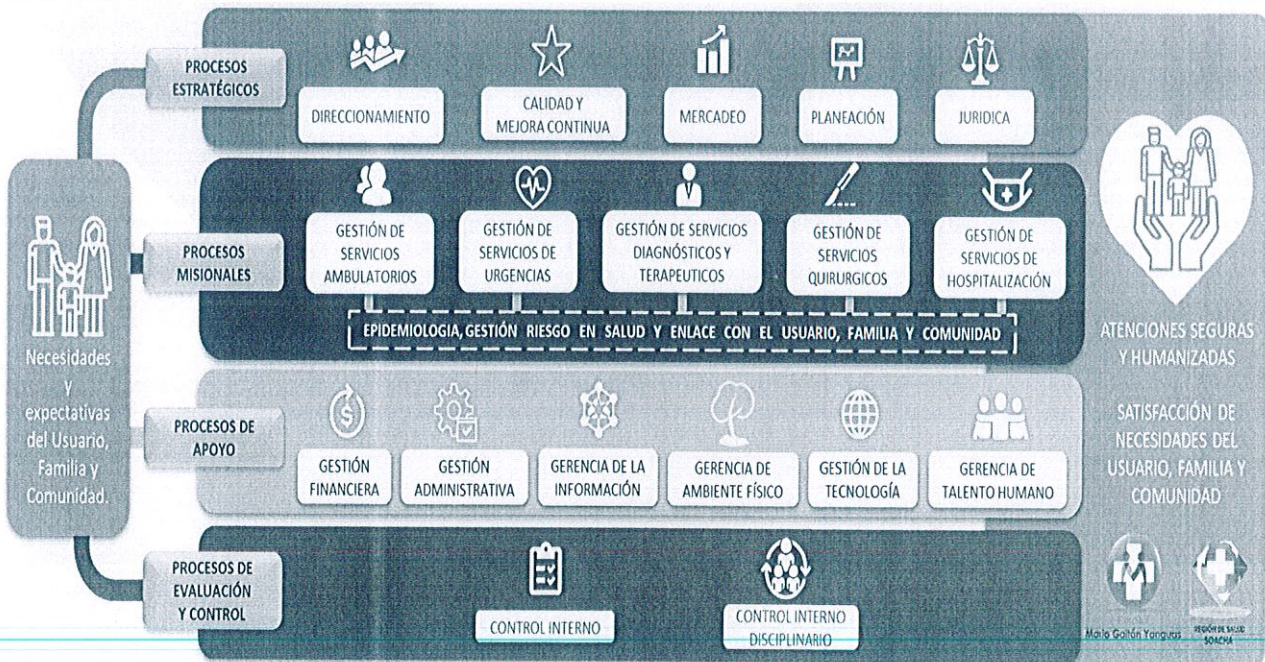 PROCESOS
ESTRATÉGICOS
DIRECCIONAMIENTO
CALIDAD Y
MEJORA CONTINUA
MERCADEO
PLANEACIÓN
JURIDICA
PROCESOS
MISIONALES
GESTIÓN DE
SERVICIOS
AMBULATORIOS
GESTIÓN DE
SERVICIOS DE
URGENCIAS
GESTIÓN DE SERVICIOS
DIAGNÓSTICOS Y
TERAPEUTICOS
GESTIÓN DE
SERVICIOS
QUIRURGICOS
GESTIÓN DE
SERVICIOS DE
HOSPITALIZACIÓN
EPIDEMIOLOGIA, GESTIÓN RIESGO EN SALUD Y ENLACE CON EL USUARIO, FAMILIA Y COMUNIDAD
Necesidades
y
expectativas
del Usuario,
Familia y
Comunidad.
PROCESOS DE
APOYO
GESTIÓN
FINANCIERA
GESTIÓN
ADMINISTRATIVA
GERENCIA DE LA
INFORMACIÓN
GERENCIA DE
AMBIENTE FÍSICO
GESTIÓN DE LA
TECNOLOGÍA
GERENCIA DE
TALENTO HUMANO
PROCESOS DE
EVALUACIÓN
Y CONTROL
CONTROL INTERNO
CONTROL INTERNO
DISCIPLINARIO
ATENCIONES SEGURAS
Y HUMANIZADAS
SATISFACCIÓN DE
NECESIDADES DEL
USUARIO, FAMILIA Y
COMUNIDAD
Mario Gaitán Yanguas
REGIÓN DE SALUD
SOACHA